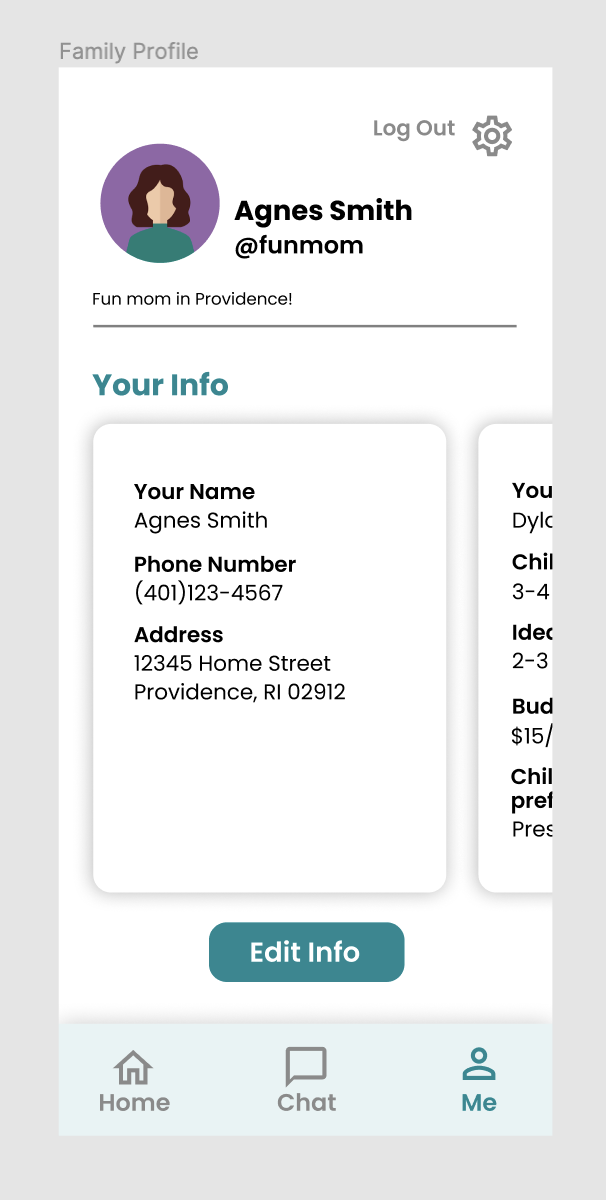 Family Profile
Log Out
Agnes Smith
@funmom
Fun mom in Providence!
Your Info
Your Name
Agnes Smith
Phone Number
(401)123-4567
Address
12345 Home Street
Providence, RI 02912
You
Chil
3-4
2-3
Bud
$15/
Chil
pref
Pres
Edit Info
Home
Chat
Me